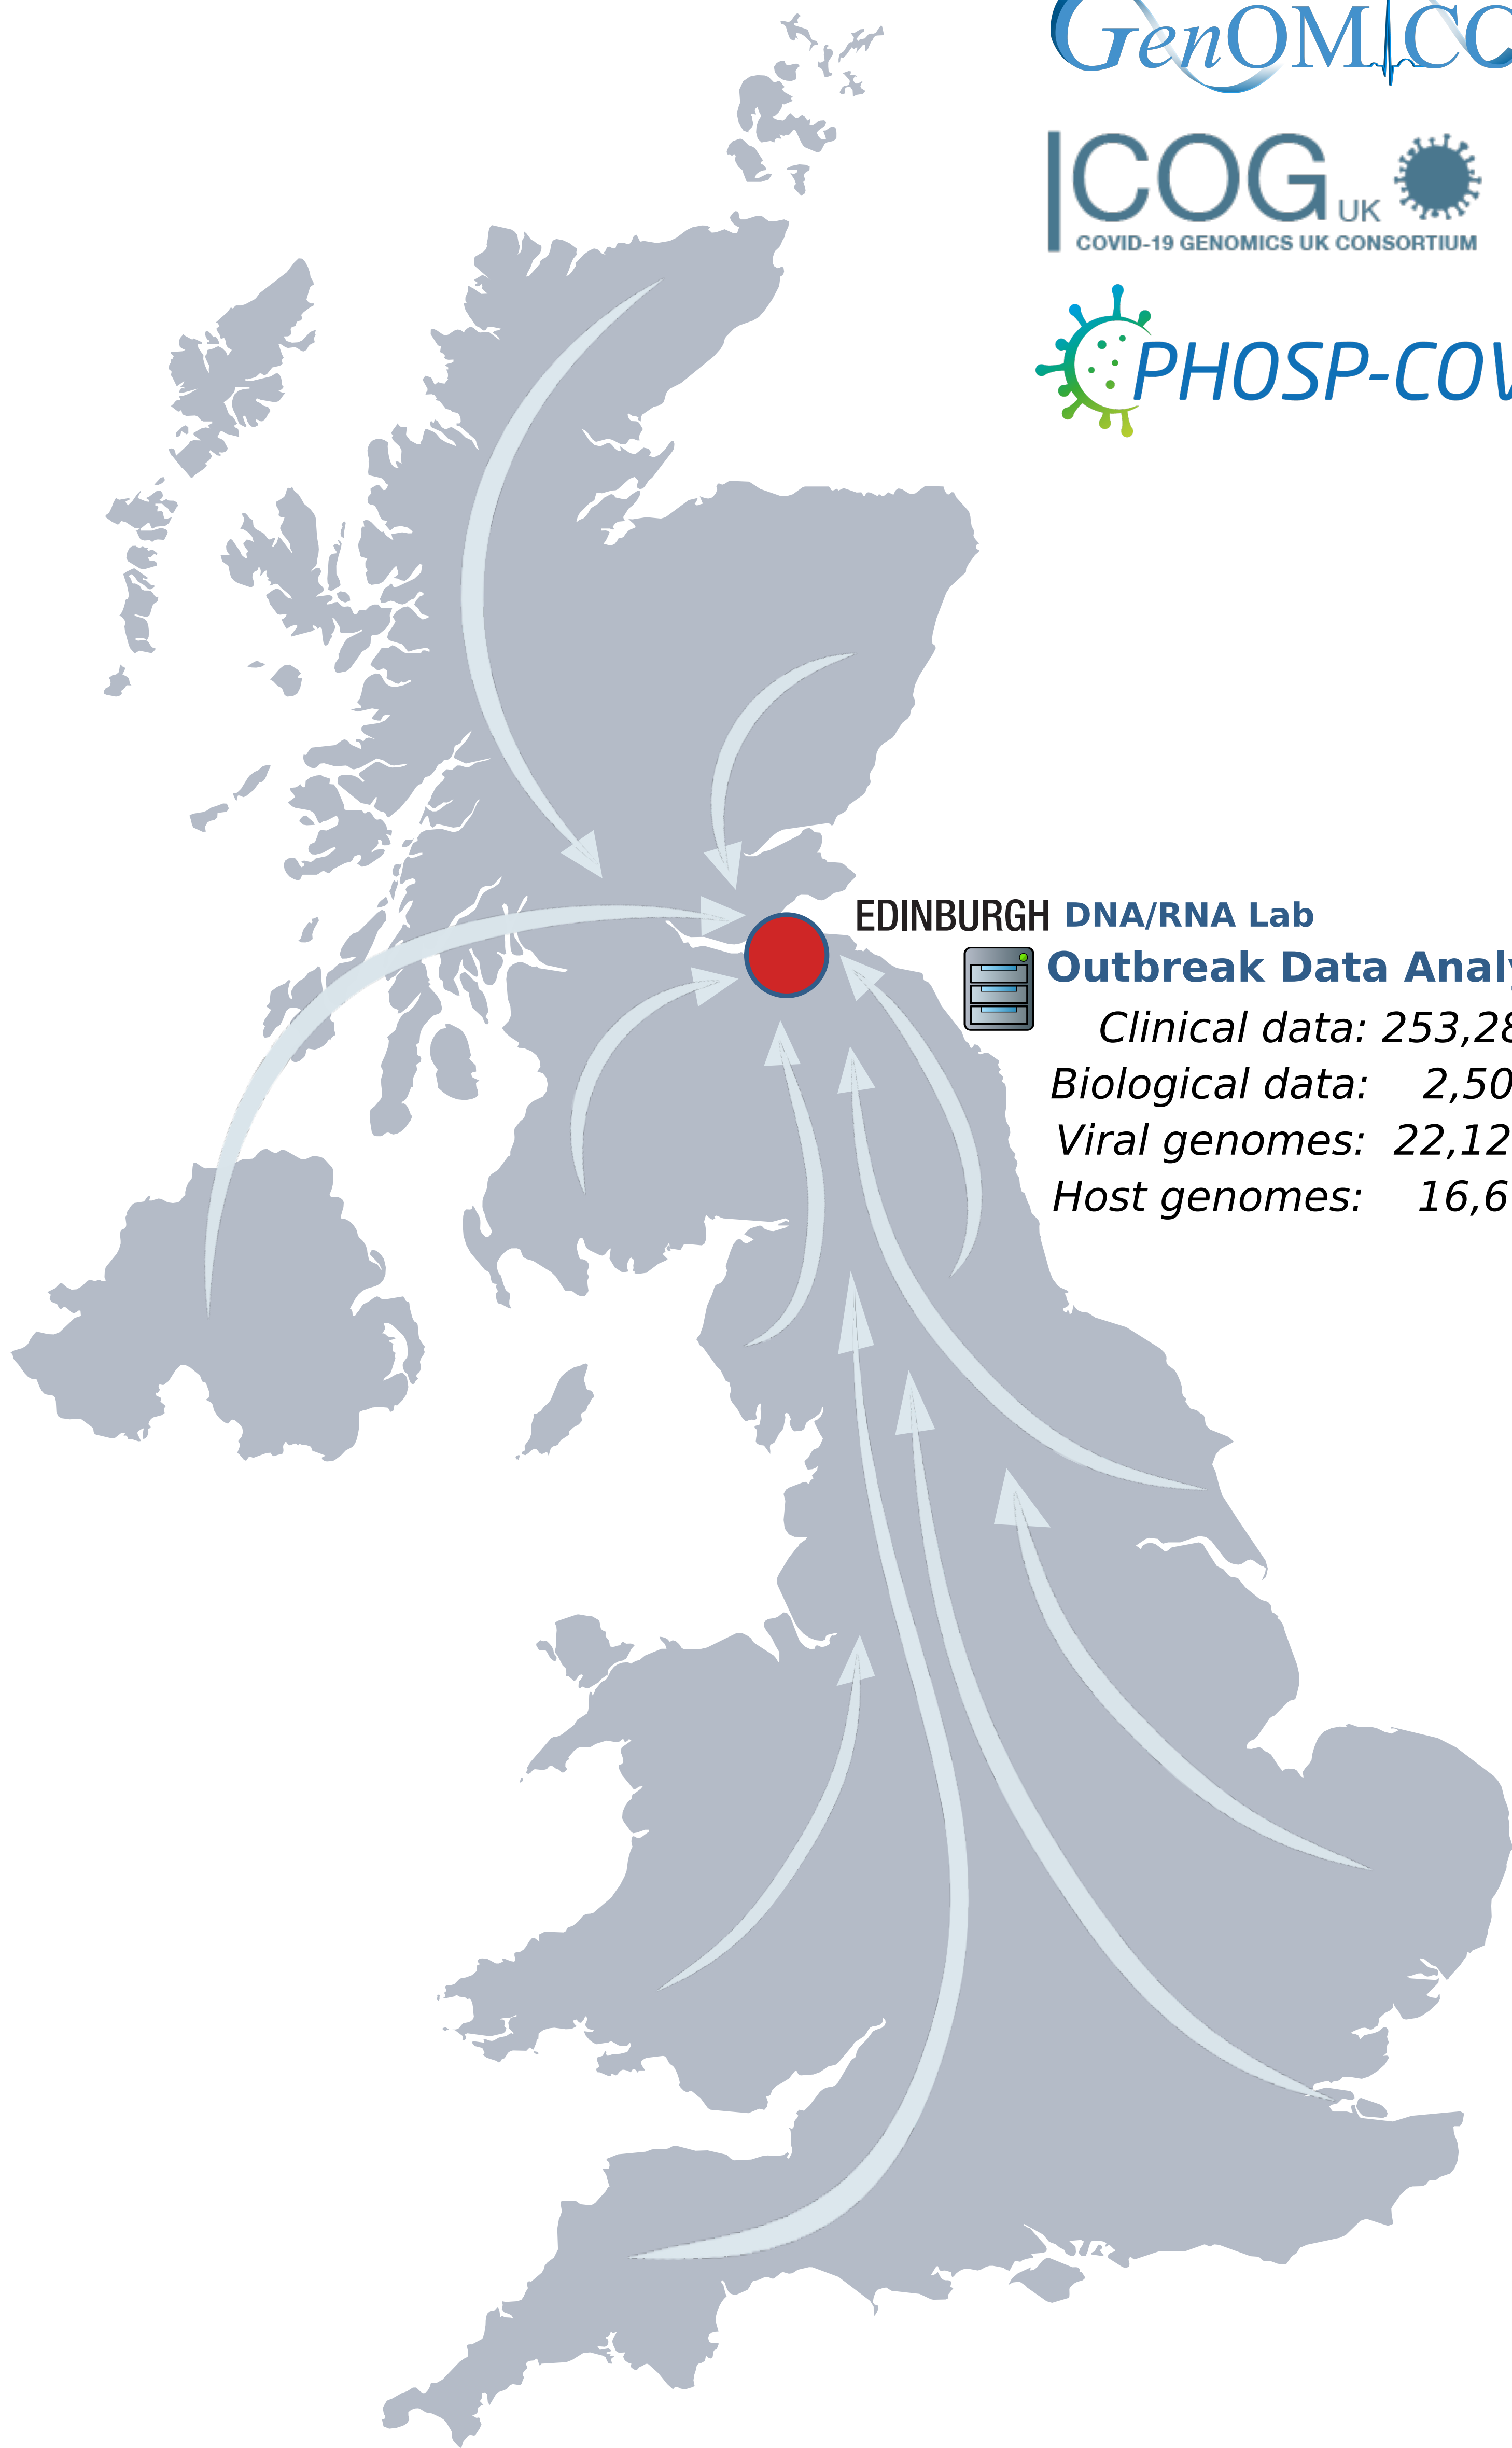 GenOMICC
COG UK
COVID-19 GENOMICS UK CONSORTIUM
PHOSP-COV
EDINBURGH DNA/RNA Lab
Outbreak Data Analy
Clinical data: 253,28
Biological data: 2,50
Viral genomes: 22,12
Host genomes: 16,6